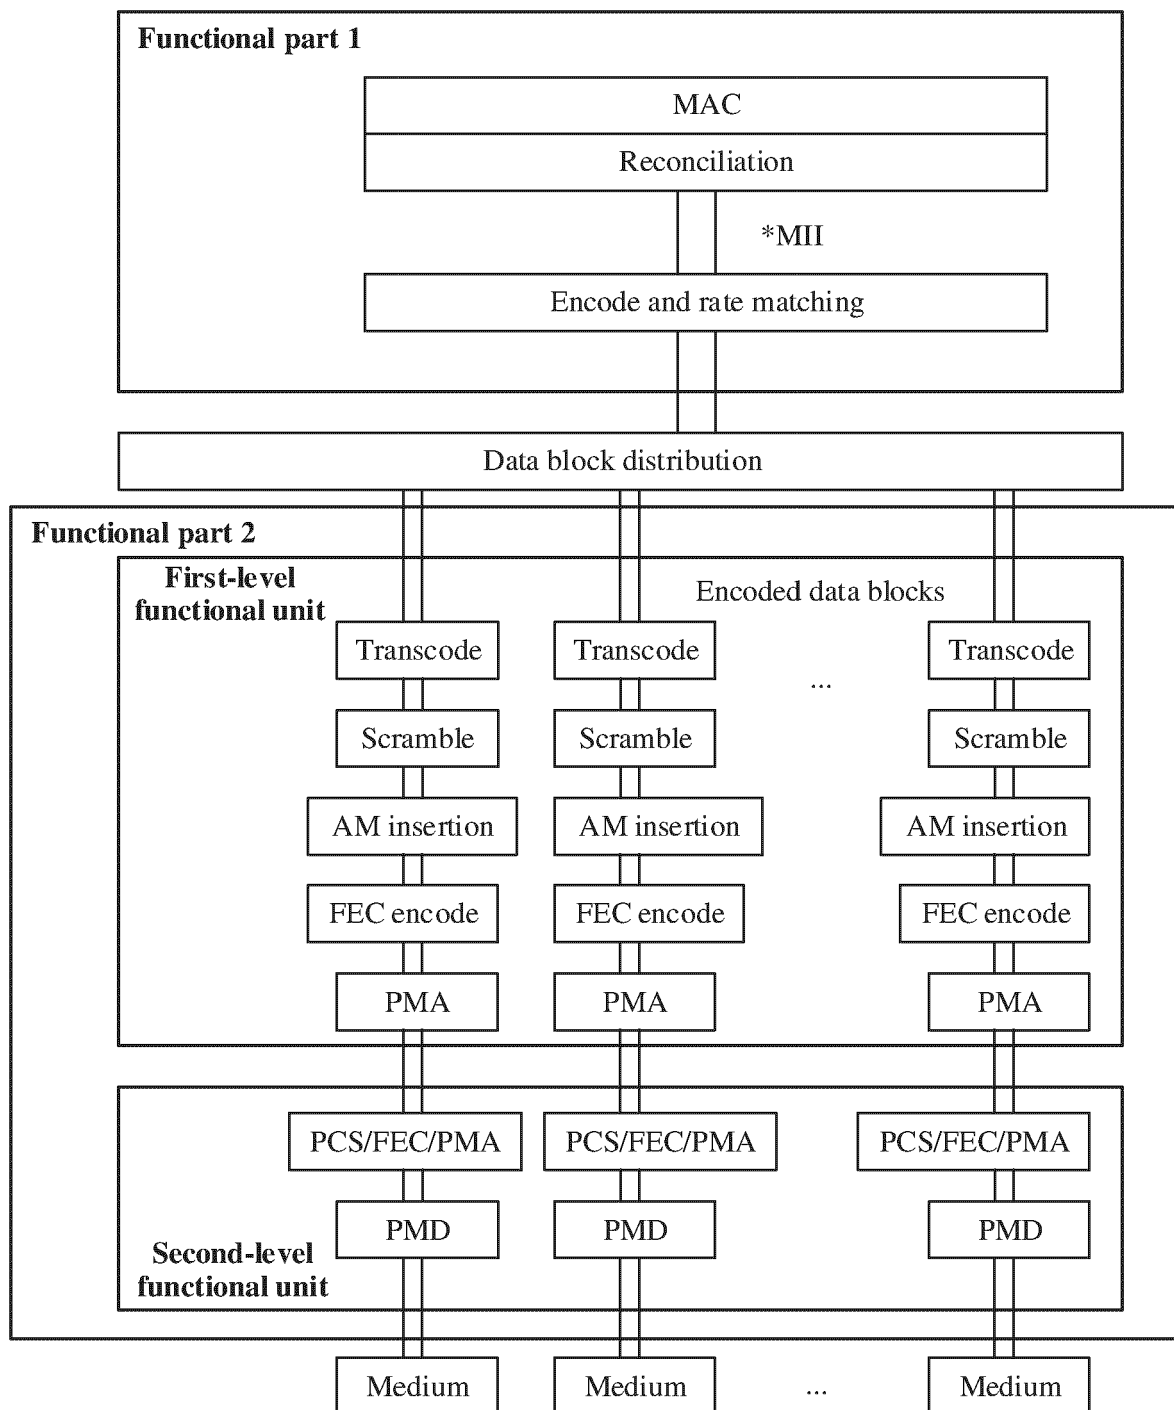 Functional part 1
MAC
Reconciliation
*MII
Encode and rate matching
Data block distribution
Functional part 2
First-level
functional unit
Encoded data blocks
Transcode Transcode Transcode
...
Scramble Scramble Scramble
AM insertion AM insertion AM insertion
FEC encode FEC encode FEC encode
PMA PMA PMA
PCS/FEC/PMA PCS/FEC/PMA PCS/FEC/PMA
PMD PMD PMD
Second-level
functional unit
Medium Medium ... Medium